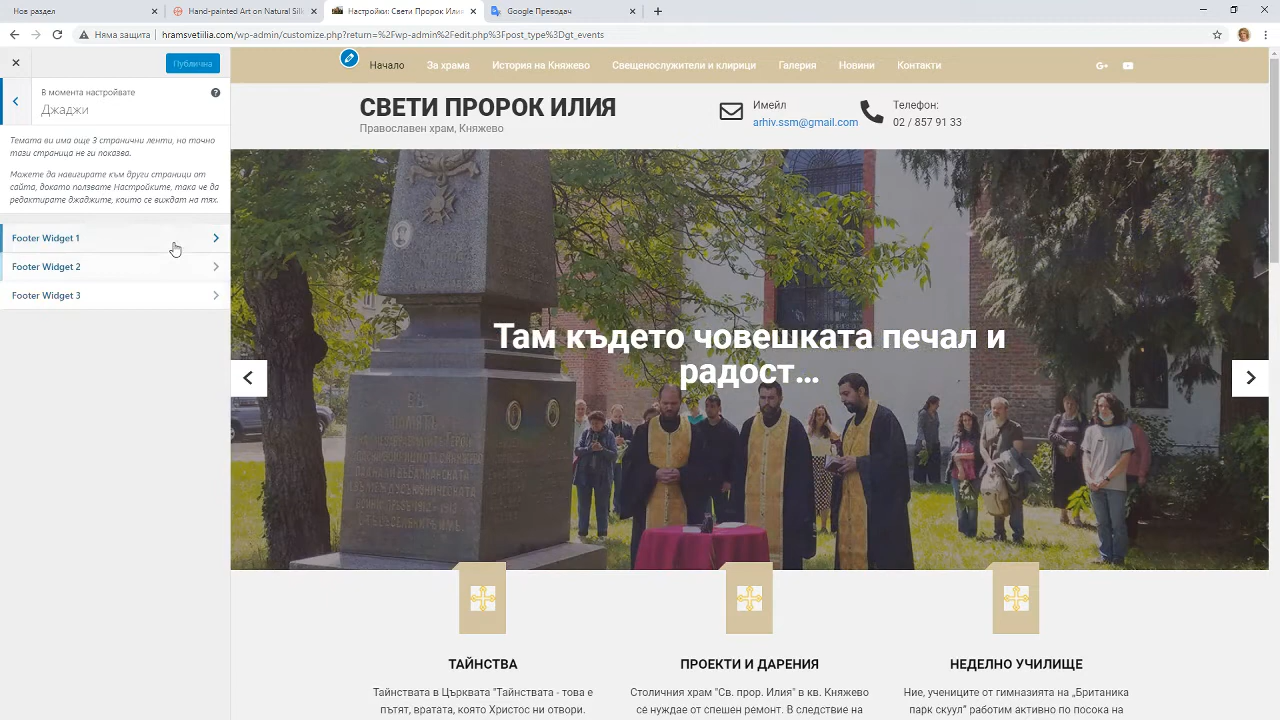 Нов раздел
Hand-painted Art on Natural Silk
Настройки: Свети Пророк Илия
Google Преводач
Няма защита
hramsvetiilia.com/wp-admin/customize.php?return=%2Fwp-admin%2Fedit.php%3Fpost_type%3Dgt_events
Публична
В момента настройвате
Джаджи
Темата ви има още 3 странични ленти, но точно
тази страница не ги показва.
Можете да навигирате към други страници от
сайта, докато ползвате Настройките, така че да
редактирате джаджите, които се виждат на тях.
Footer Widget 1
Footer Widget 2
Footer Widget 3
Начало
За храма
История на Княжево
Свещенослужители и клирици
Галерия
Новини
Контакти
СВЕТИ ПРОРОК ИЛИЯ
Православен храм, Княжево
Имейл
arhiv.ssm@gmail.com
Телефон:
02 / 857 91 33
Там където човешката печал и
радост...
ТАЙНСТВА
Тайнствата в Църквата "Тайнствата - това е
пътят, вратата, която Христос ни отвори.
ПРОЕКТИ И ДАРЕНИЯ
Столичния храм "Св. прор. Илия" в кв. Княжево
се нуждае от спешен ремонт. В следствие на
НЕДЕЛНО УЧИЛИЩЕ
Ние, учениците от гимназията на „Британика
парк скуул“ работим активно по посока на